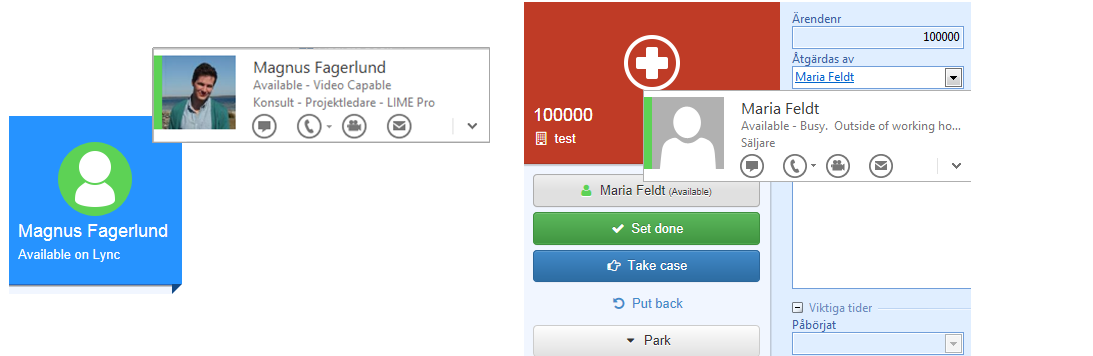 Magnus Fagerlund
Available - Video Capable
Konsult - Projektledare - LIME Pro
Magnus Fagerlund
Available on Lync
100000
test
Maria Feldt (Available)
Set done
Take case
Put back
Park
Ärendenr
100000
Åtgärdas av
Maria Feldt
Maria Feldt
Available - Busy. Outside of working ho...
Säljare
Viktiga tider
Påbörjat